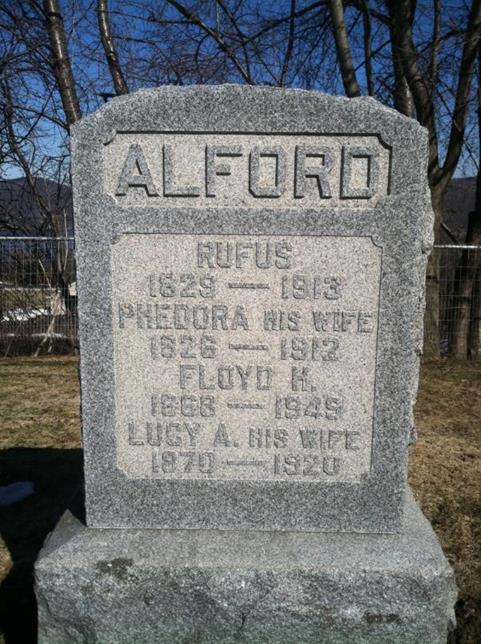 ALFORD
RUFUS
1829 — 1913
PHEDORA HIS WIFE
1826 — 1912
FLOYD H.
1868 — 1949
LUCY A. HIS WIFE
1870 — 1920